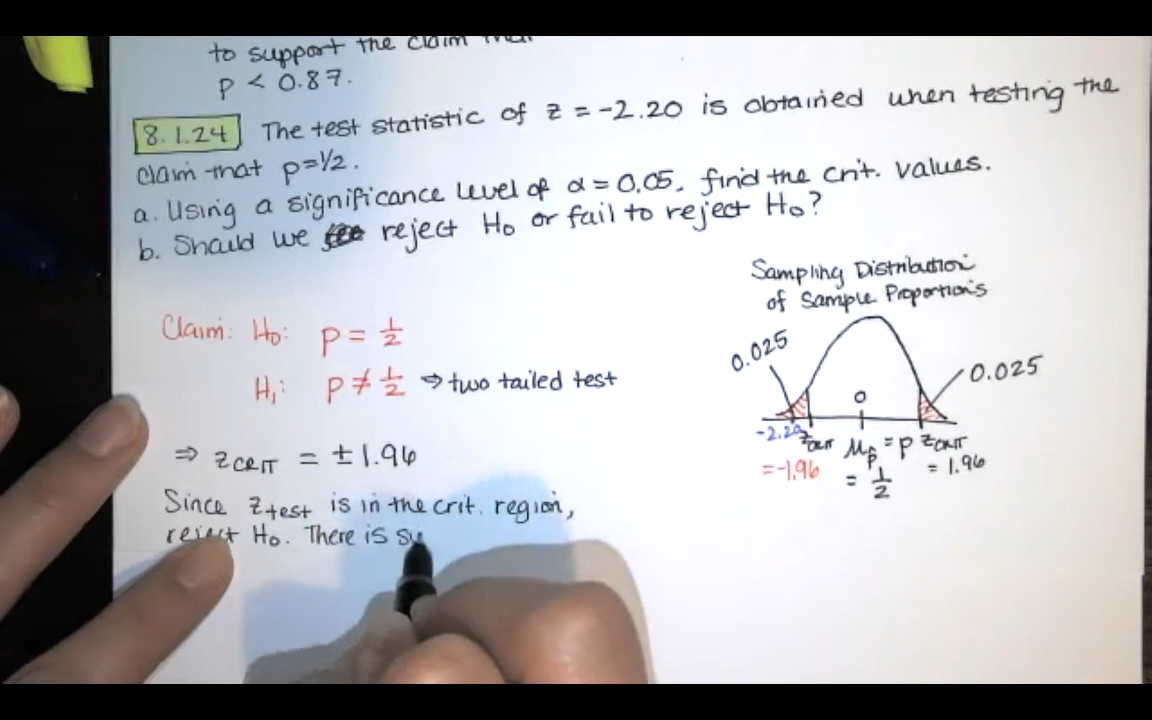 to support the claim that
p < 0.87.
8.1.24 The test statistic of z = -2.20 is obtained when testing the
claim that p=1/2.
a. Using a significance level of α = 0.05, find the crit. values.
b. Should we reject H₀ or fail to reject H₀?
Sampling Distribution
of Sample Proportions
Claim: H₀: p = 1/2
H₁: p ≠ 1/2 ⇒ two tailed test
0.025
0.025
0
-2.20 zCRIT μp̂ = p zCRIT
= -1.96 = 1/2 = 1.96
⇒ zCRIT = ±1.96
Since ztest is in the crit. region,
reject H₀. There is su